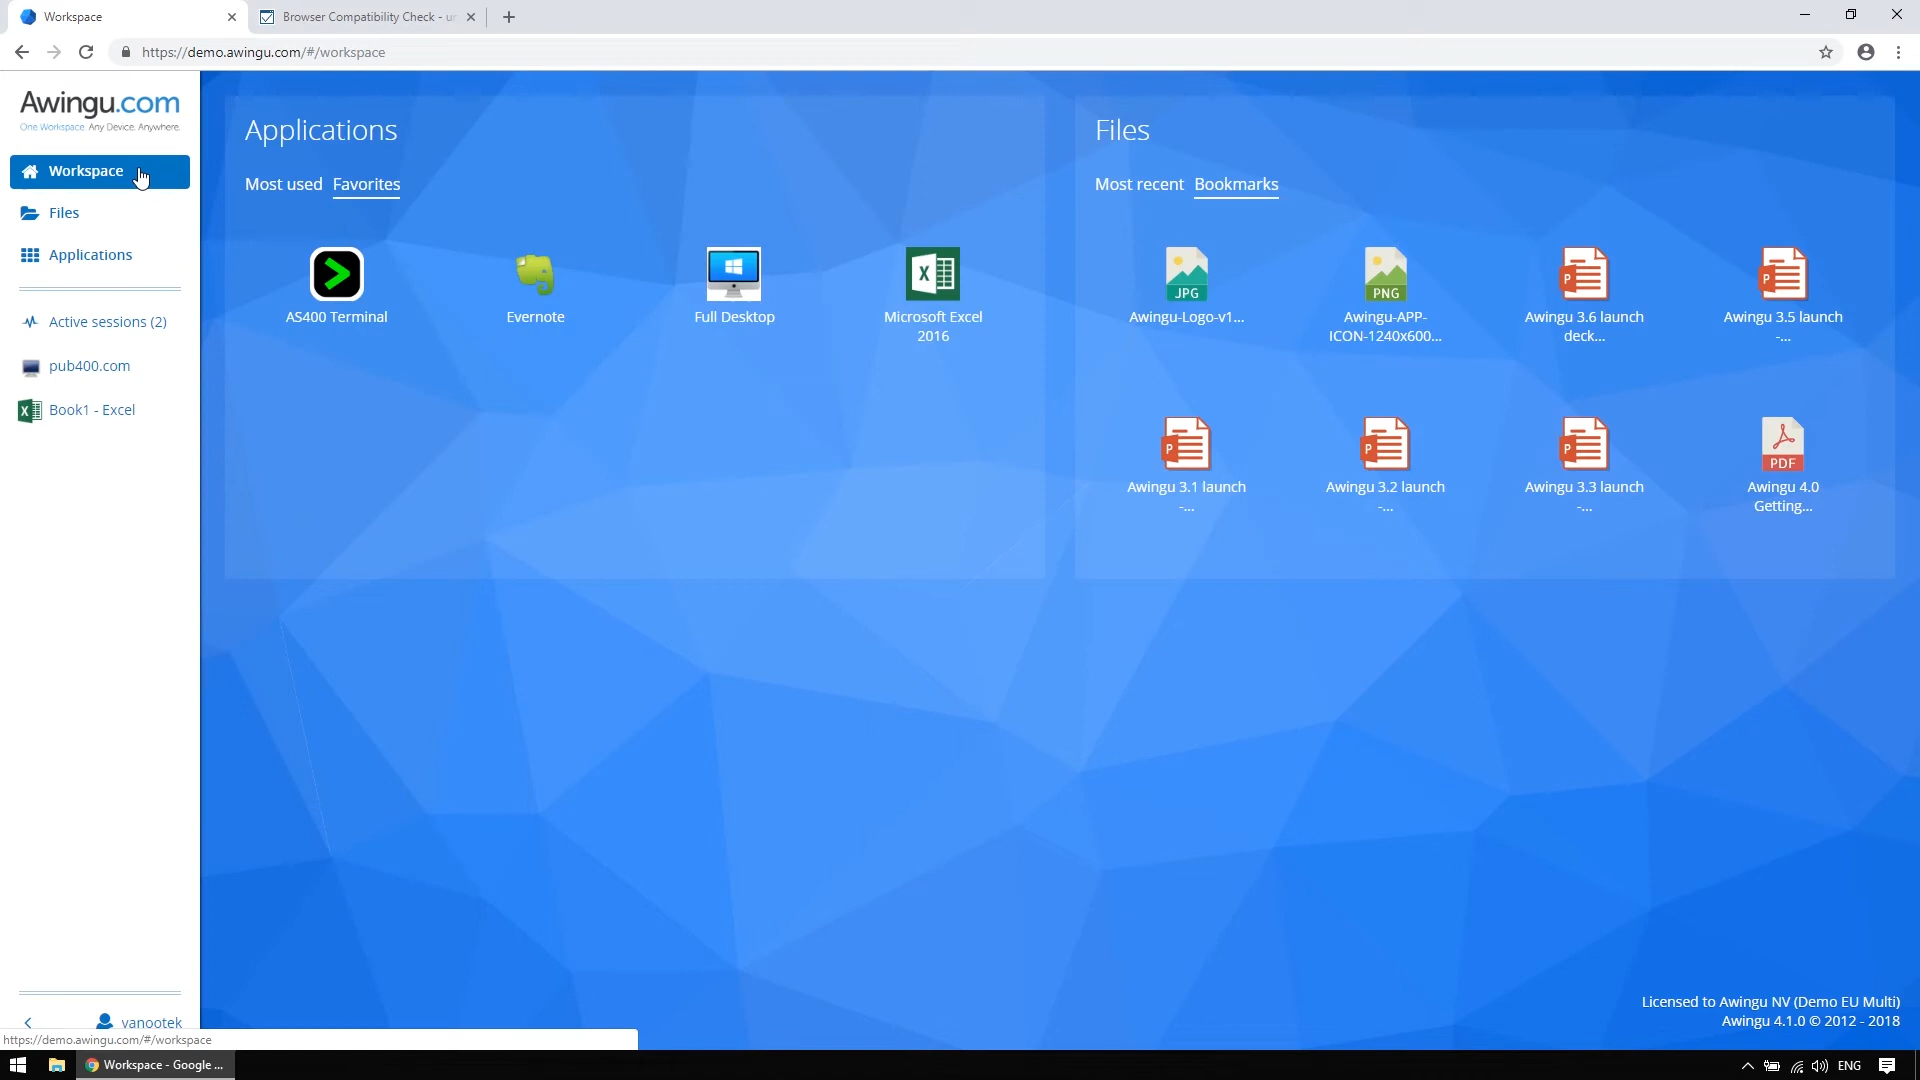 Workspace
Browser Compatibility Check - ur
https://demo.awingu.com/#/workspace
Awingu.com
One Workspace. Any Device. Anywhere.
Workspace
Files
Applications
Active sessions (2)
pub400.com
Book1 - Excel
vanootek
https://demo.awingu.com/#/workspace
Applications
Most used Favorites
AS400 Terminal
Evernote
Full Desktop
Microsoft Excel
2016
Files
Most recent Bookmarks
JPG
Awingu-Logo-v1...
PNG
Awingu-APP-
ICON-1240x600...
Awingu 3.6 launch
deck...
Awingu 3.5 launch
-...
Awingu 3.1 launch
-...
Awingu 3.2 launch
-...
Awingu 3.3 launch
-...
PDF
Awingu 4.0
Getting...
Licensed to Awingu NV (Demo EU Multi)
Awingu 4.1.0 © 2012 - 2018
Workspace - Google ...
ENG